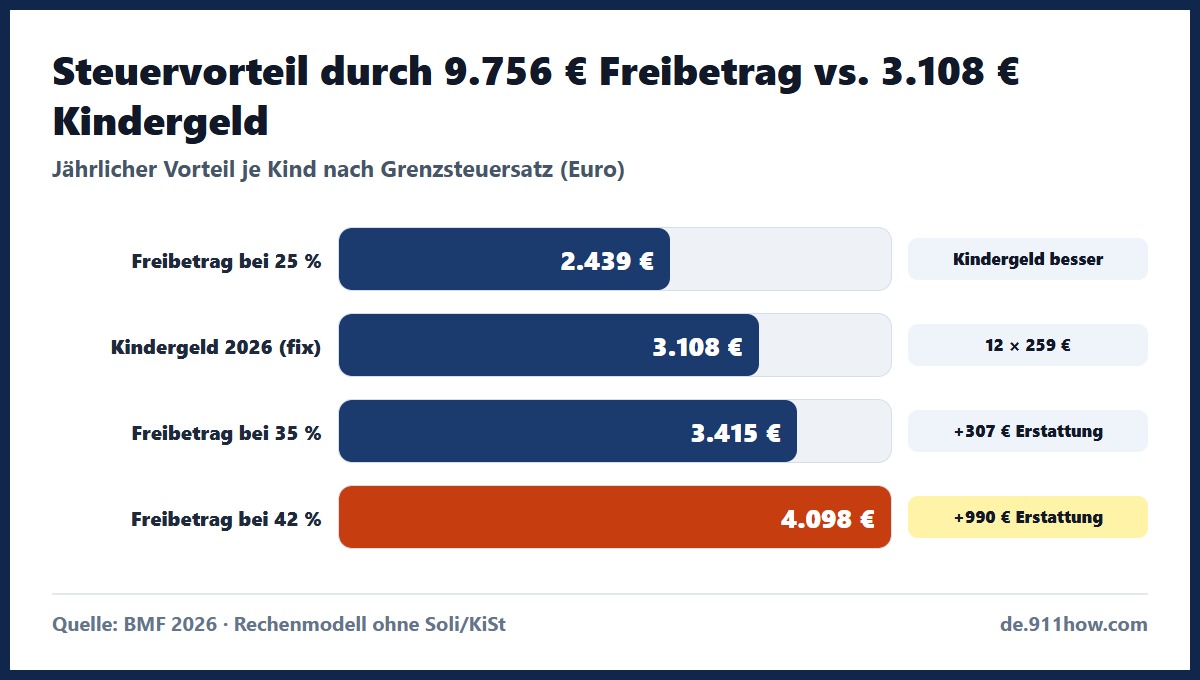 Steuervorteil durch 9.756 € Freibetrag vs. 3.108 €
Kindergeld
Jährlicher Vorteil je Kind nach Grenzsteuersatz (Euro)
Freibetrag bei 25 % 2.439 € Kindergeld besser
Kindergeld 2026 (fix) 3.108 € 12 × 259 €
Freibetrag bei 35 % 3.415 € +307 € Erstattung
Freibetrag bei 42 % 4.098 € +990 € Erstattung
Quelle: BMF 2026 · Rechenmodell ohne Soli/KiSt de.911how.com